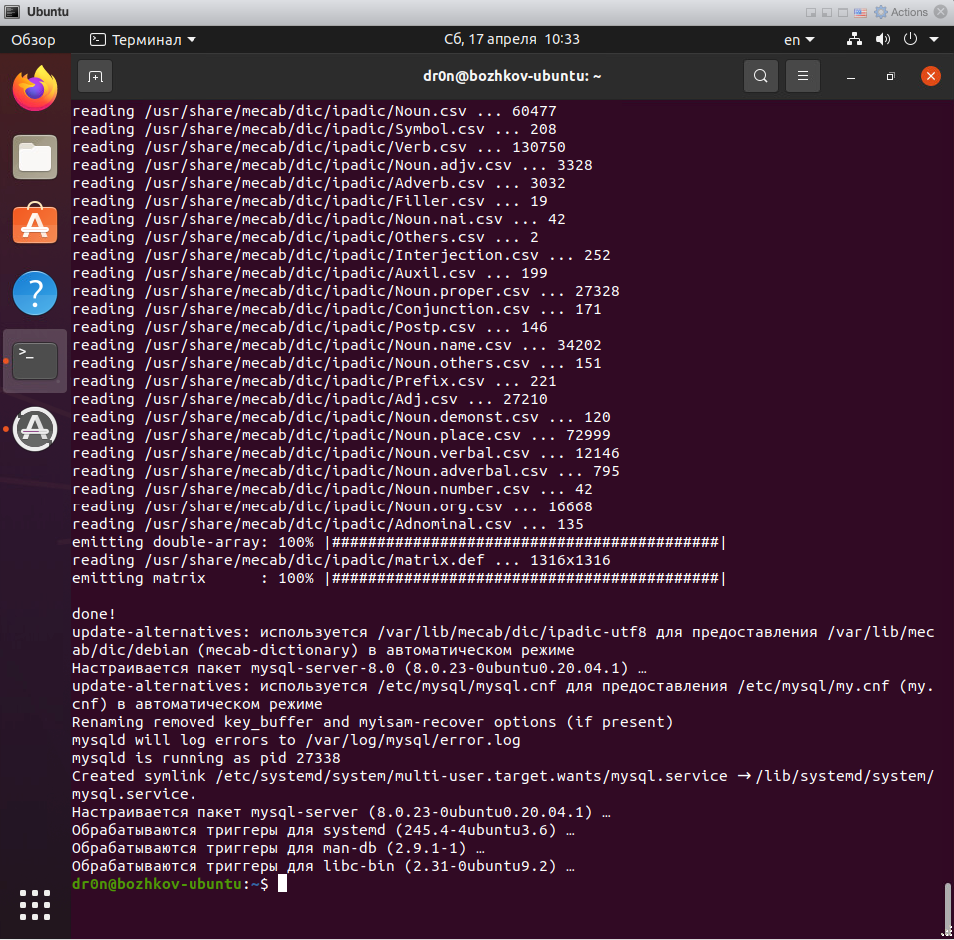 Ubuntu
Actions
Обзор
Терминал
Сб, 17 апреля 10:33
en
dr0n@bozhkov-ubuntu: ~
reading /usr/share/mecab/dic/ipadic/Noun.csv ... 60477
reading /usr/share/mecab/dic/ipadic/Symbol.csv ... 208
reading /usr/share/mecab/dic/ipadic/Verb.csv ... 130750
reading /usr/share/mecab/dic/ipadic/Noun.adjv.csv ... 3328
reading /usr/share/mecab/dic/ipadic/Adverb.csv ... 3032
reading /usr/share/mecab/dic/ipadic/Filler.csv ... 19
reading /usr/share/mecab/dic/ipadic/Noun.nai.csv ... 42
reading /usr/share/mecab/dic/ipadic/Others.csv ... 2
reading /usr/share/mecab/dic/ipadic/Interjection.csv ... 252
reading /usr/share/mecab/dic/ipadic/Auxil.csv ... 199
reading /usr/share/mecab/dic/ipadic/Noun.proper.csv ... 27328
reading /usr/share/mecab/dic/ipadic/Conjunction.csv ... 171
reading /usr/share/mecab/dic/ipadic/Postp.csv ... 146
reading /usr/share/mecab/dic/ipadic/Noun.name.csv ... 34202
reading /usr/share/mecab/dic/ipadic/Noun.others.csv ... 151
reading /usr/share/mecab/dic/ipadic/Prefix.csv ... 221
reading /usr/share/mecab/dic/ipadic/Adj.csv ... 27210
reading /usr/share/mecab/dic/ipadic/Noun.demonst.csv ... 120
reading /usr/share/mecab/dic/ipadic/Noun.place.csv ... 72999
reading /usr/share/mecab/dic/ipadic/Noun.verbal.csv ... 12146
reading /usr/share/mecab/dic/ipadic/Noun.adverbal.csv ... 795
reading /usr/share/mecab/dic/ipadic/Noun.number.csv ... 42
reading /usr/share/mecab/dic/ipadic/Noun.org.csv ... 16668
reading /usr/share/mecab/dic/ipadic/Adnominal.csv ... 135
emitting double-array: 100% |###########################################|
reading /usr/share/mecab/dic/ipadic/matrix.def ... 1316x1316
emitting matrix      : 100% |###########################################|
done!
update-alternatives: используется /var/lib/mecab/dic/ipadic-utf8 для предоставления /var/lib/mec
ab/dic/debian (mecab-dictionary) в автоматическом режиме
Настраивается пакет mysql-server-8.0 (8.0.23-0ubuntu0.20.04.1) …
update-alternatives: используется /etc/mysql/mysql.cnf для предоставления /etc/mysql/my.cnf (my.
cnf) в автоматическом режиме
Renaming removed key_buffer and myisam-recover options (if present)
mysqld will log errors to /var/log/mysql/error.log
mysqld is running as pid 27338
Created symlink /etc/systemd/system/multi-user.target.wants/mysql.service → /lib/systemd/system/
mysql.service.
Настраивается пакет mysql-server (8.0.23-0ubuntu0.20.04.1) …
Обрабатываются триггеры для systemd (245.4-4ubuntu3.6) …
Обрабатываются триггеры для man-db (2.9.1-1) …
Обрабатываются триггеры для libc-bin (2.31-0ubuntu9.2) …
dr0n@bozhkov-ubuntu:~$